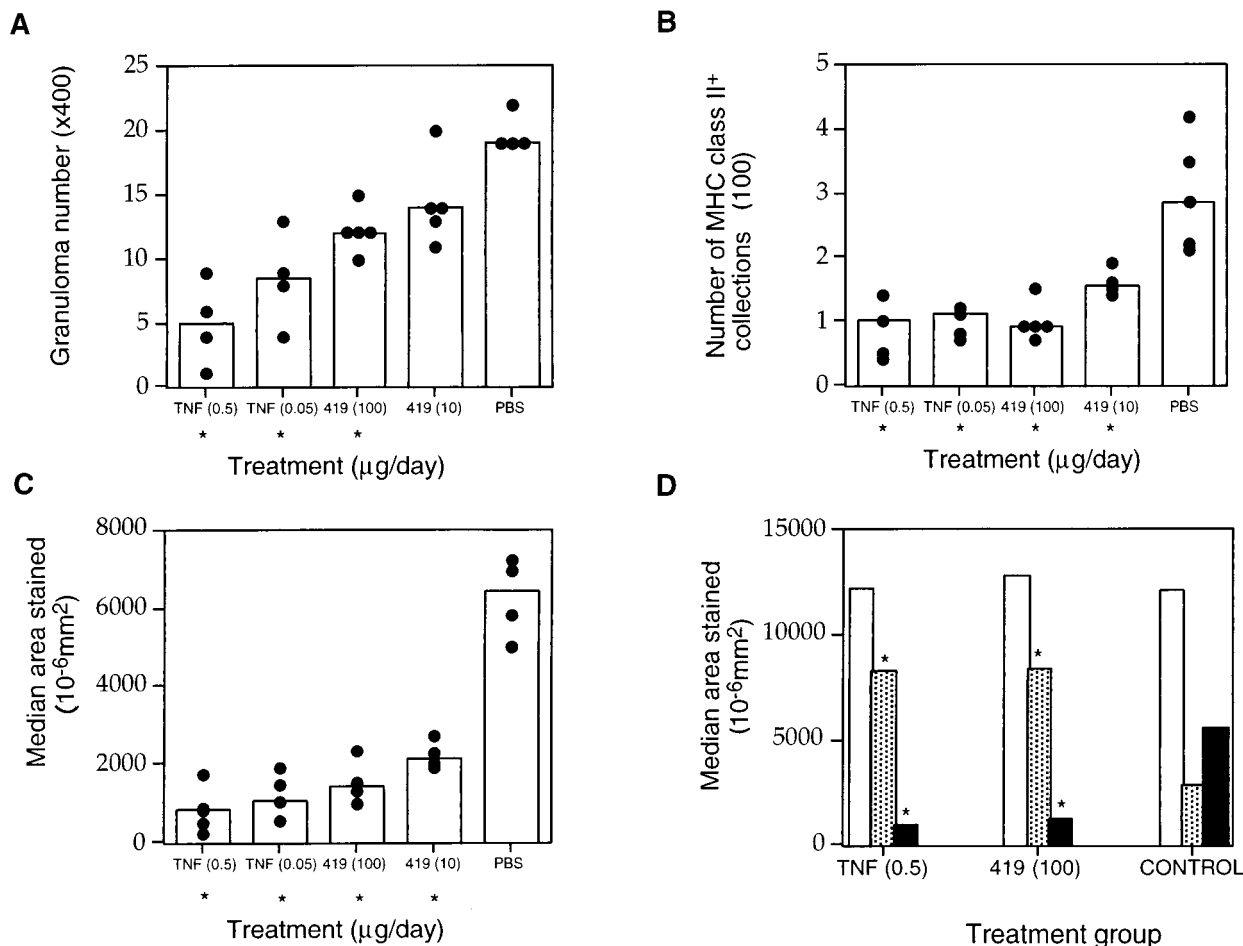 A
Granuloma number (x400)
25
20
15
10
5
0
TNF (0.5) TNF (0.05) 419 (100) 419 (10) PBS
* * *
Treatment (μg/day)
B
Number of MHC class II+
collections (100)
5
4
3
2
1
0
TNF (0.5) TNF (0.05) 419 (100) 419 (10) PBS
* * * *
Treatment (μg/day)
C
Median area stained
(10-6mm2)
8000
6000
4000
2000
0
TNF (0.5) TNF (0.05) 419 (100) 419 (10) PBS
* * * *
Treatment (μg/day)
D
Median area stained
(10-6mm2)
15000
10000
5000
0
* *
* *
TNF (0.5) 419 (100) CONTROL
Treatment group